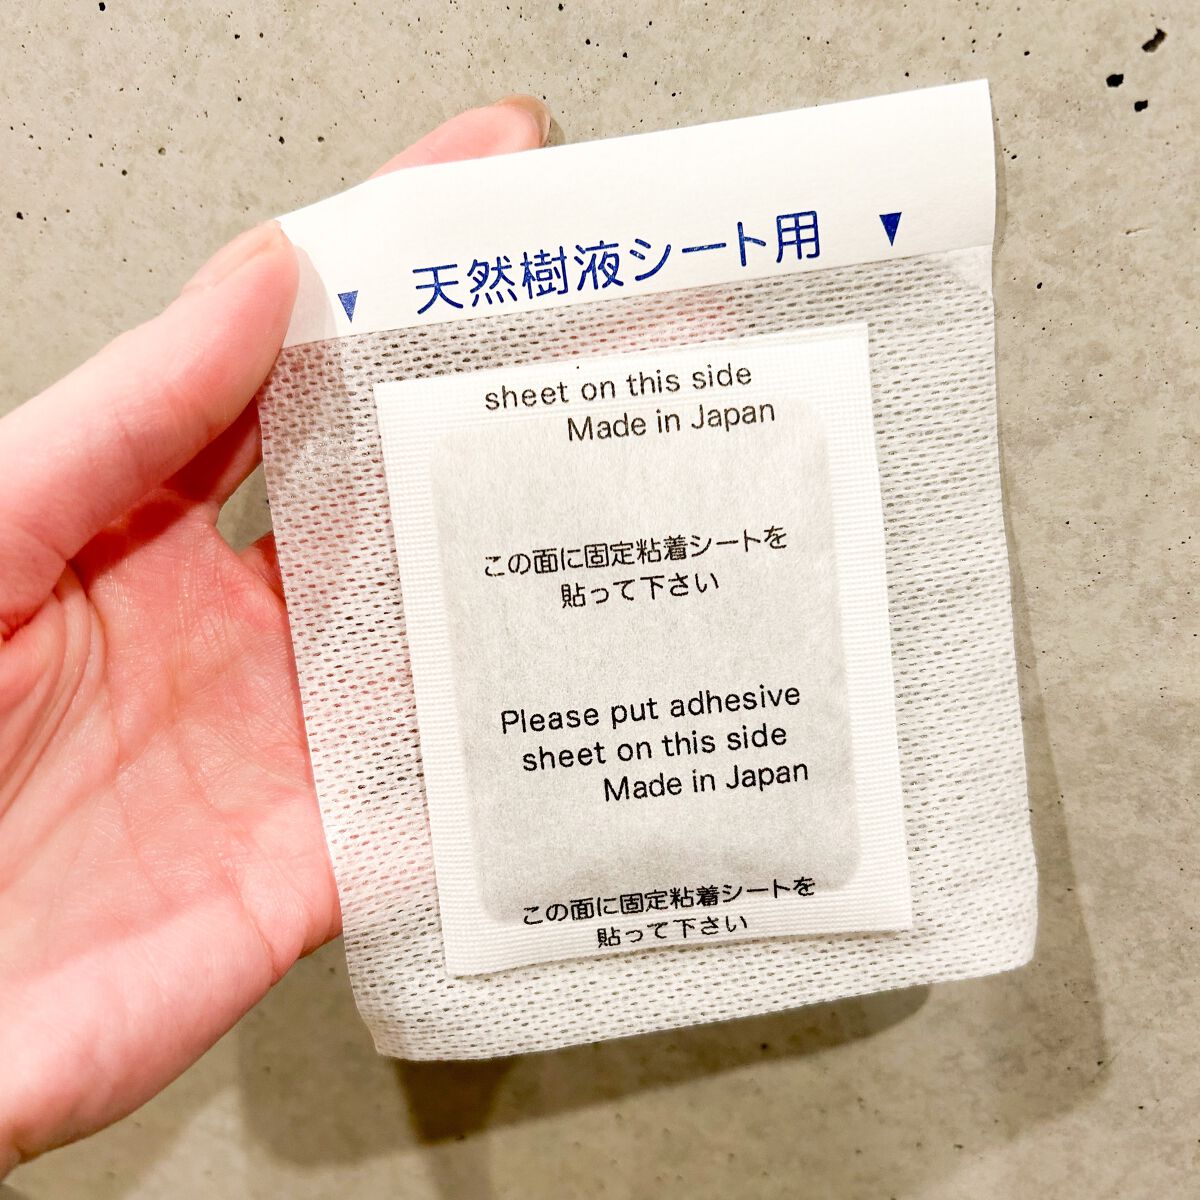 ▼ 天然樹液シート用 ▼
sheet on this side
Made in Japan
この面に固定粘着シートを
貼って下さい
Please put adhesive
sheet on this side
Made in Japan
この面に固定粘着シートを
貼って下さい